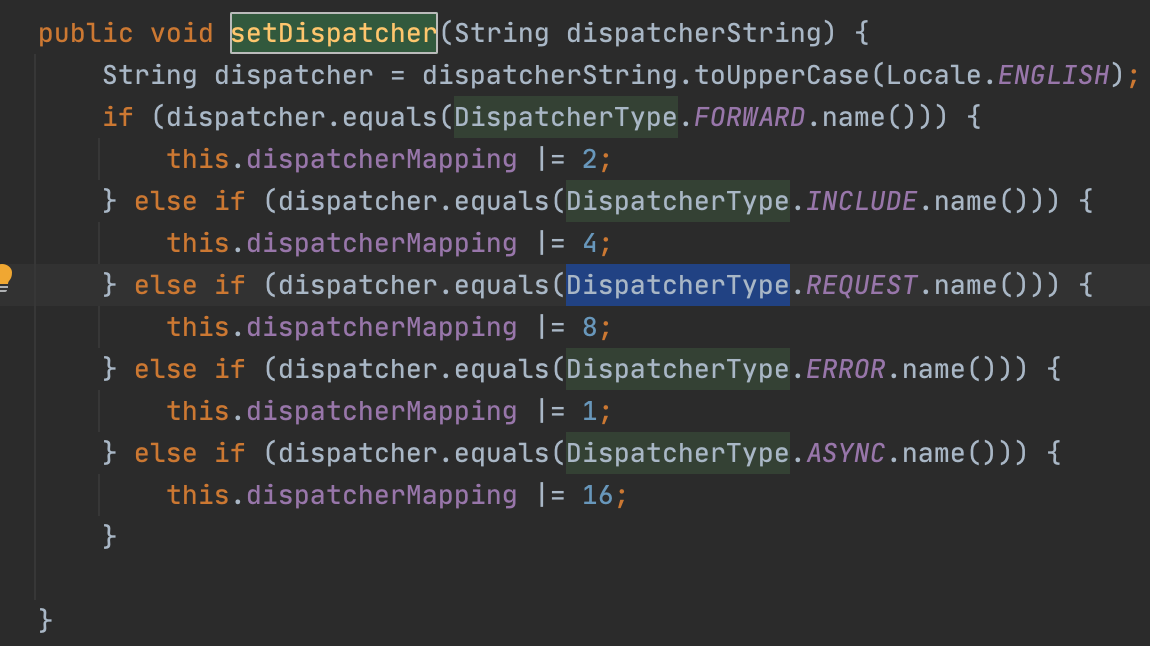 public void setDispatcher(String dispatcherString) {
String dispatcher = dispatcherString.toUpperCase(Locale.ENGLISH);
if (dispatcher.equals(DispatcherType.FORWARD.name())) {
this.dispatcherMapping |= 2;
} else if (dispatcher.equals(DispatcherType.INCLUDE.name())) {
this.dispatcherMapping |= 4;
} else if (dispatcher.equals(DispatcherType.REQUEST.name())) {
this.dispatcherMapping |= 8;
} else if (dispatcher.equals(DispatcherType.ERROR.name())) {
this.dispatcherMapping |= 1;
} else if (dispatcher.equals(DispatcherType.ASYNC.name())) {
this.dispatcherMapping |= 16;
}
}